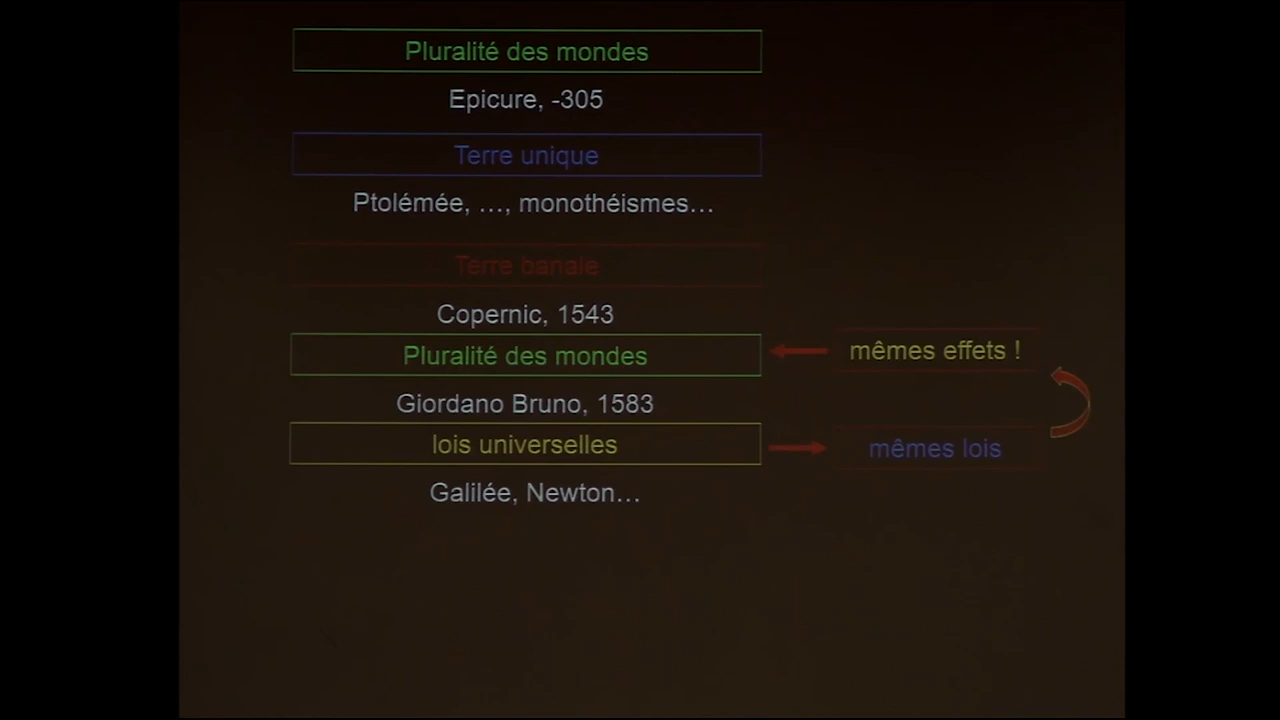 Pluralité des mondes
Epicure, -305
Terre unique
Ptolémée, …, monothéismes…
Terre banale
Copernic, 1543
Pluralité des mondes
mêmes effets !
Giordano Bruno, 1583
lois universelles
mêmes lois
Galilée, Newton…